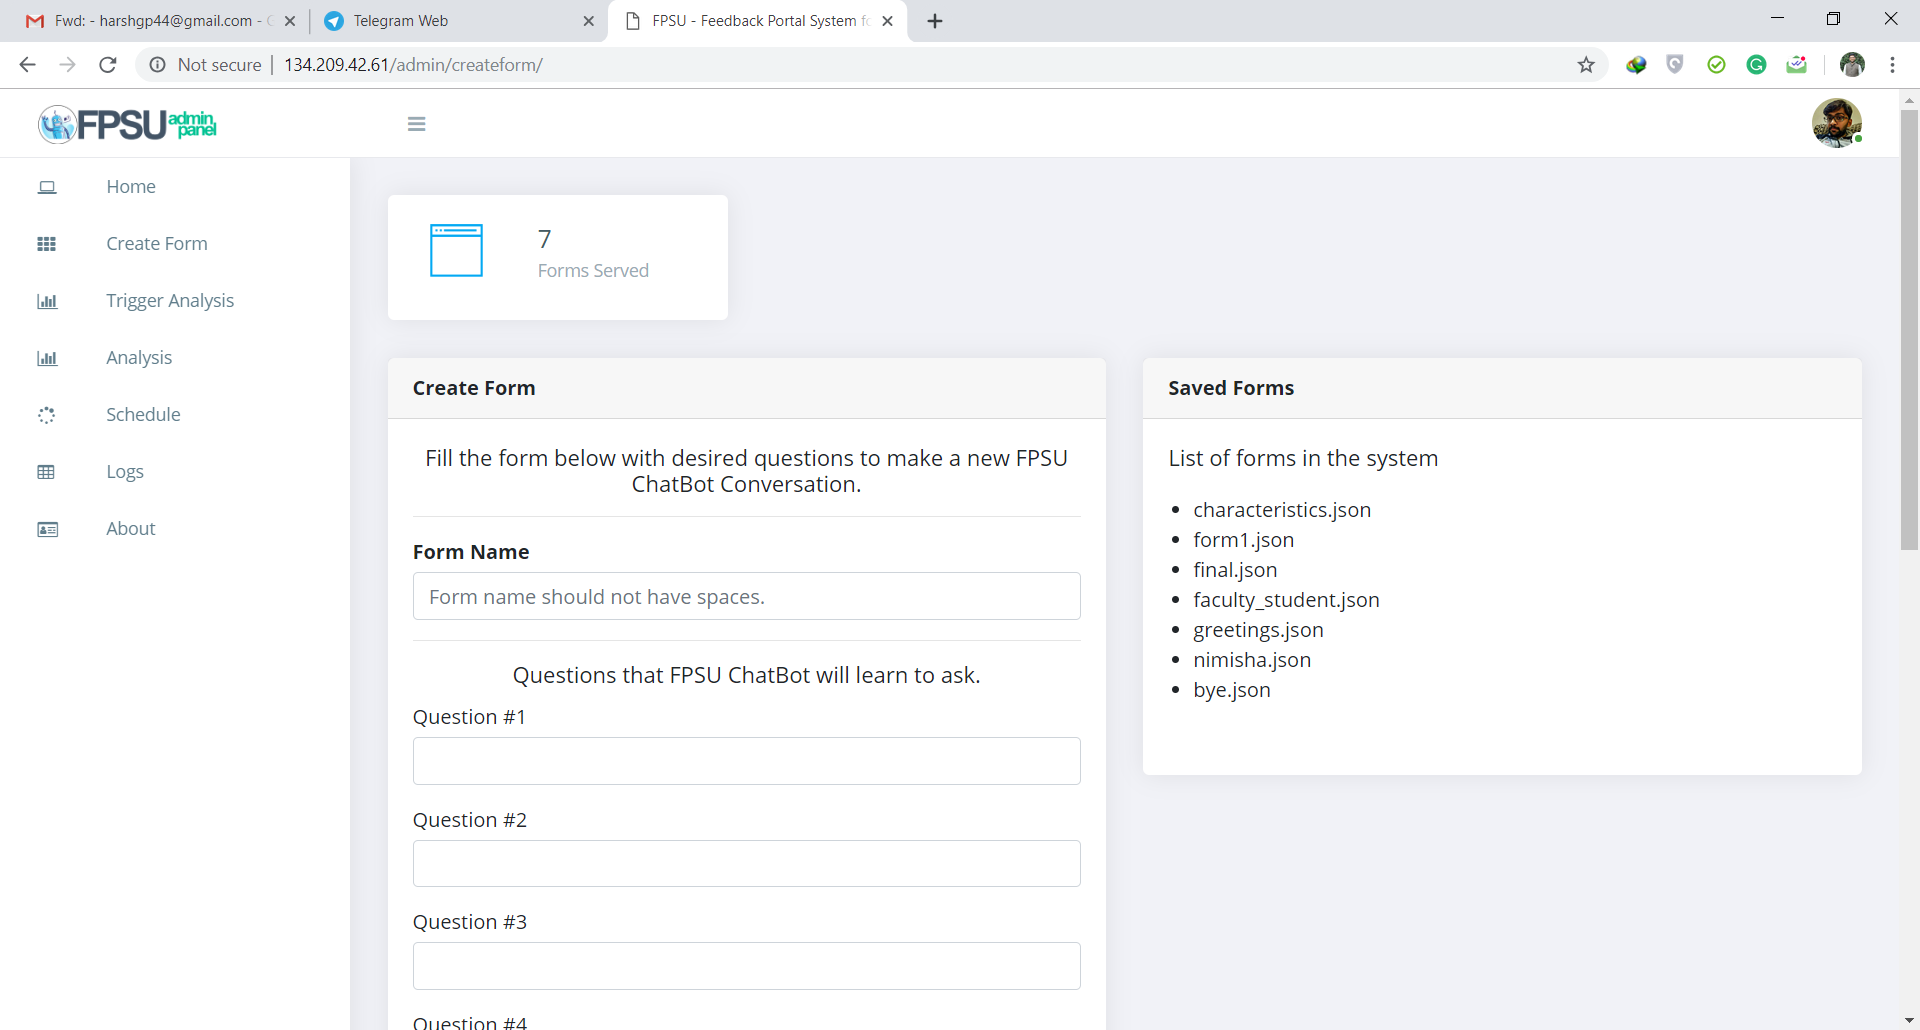 Fwd: - harshgp44@gmail.com -
Telegram Web
FPSU - Feedback Portal System
Not secure
134.209.42.61/admin/createform/
FPSU admin panel
Home
Create Form
Trigger Analysis
Analysis
Schedule
Logs
About
7
Forms Served
Create Form
Fill the form below with desired questions to make a new FPSU
ChatBot Conversation.
Form Name
Form name should not have spaces.
Questions that FPSU ChatBot will learn to ask.
Question #1
Question #2
Question #3
Question #4
Saved Forms
List of forms in the system
characteristics.json
form1.json
final.json
faculty_student.json
greetings.json
nimisha.json
bye.json